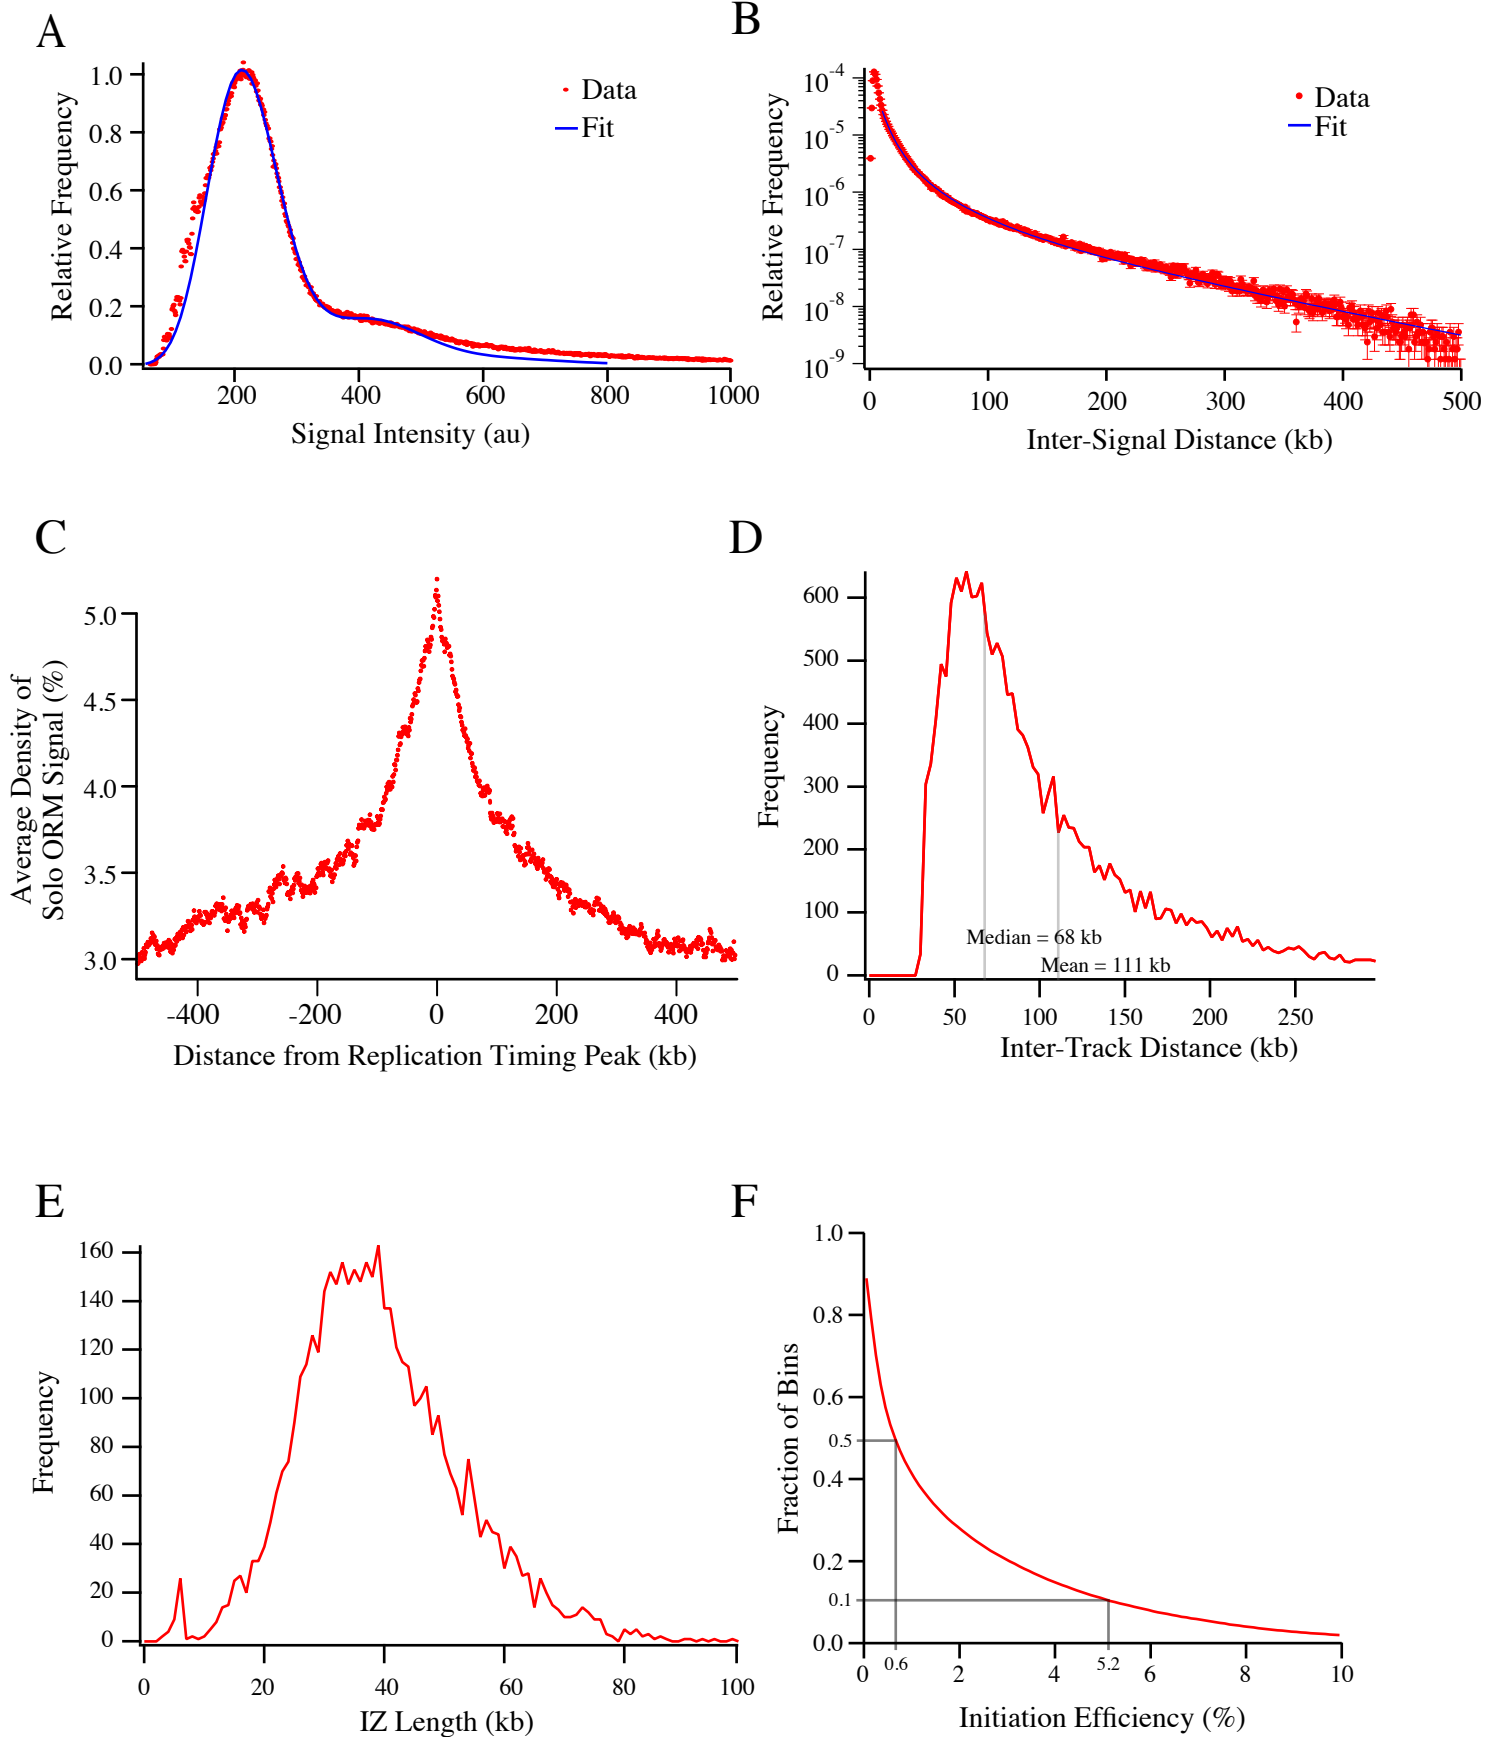 A
Relative Frequency
1.0
0.8
0.6
0.4
0.2
0.0
Data
Fit
200 400 600 800 1000
Signal Intensity (au)
B
Relative Frequency
10-4
10-5
10-6
10-7
10-8
10-9
Data
Fit
0 100 200 300 400 500
Inter-Signal Distance (kb)
C
Average Density of
Solo ORM Signal (%)
5.0
4.5
4.0
3.5
3.0
-400 -200 0 200 400
Distance from Replication Timing Peak (kb)
D
Frequency
600
500
400
300
200
100
0
Median = 68 kb
Mean = 111 kb
0 50 100 150 200 250
Inter-Track Distance (kb)
E
Frequency
160
140
120
100
80
60
40
20
0
0 20 40 60 80 100
IZ Length (kb)
F
Fraction of Bins
1.0
0.8
0.6
0.5
0.4
0.2
0.1
0.0
0 0.6 2 4 5.2 6 8 10
Initiation Efficiency (%)